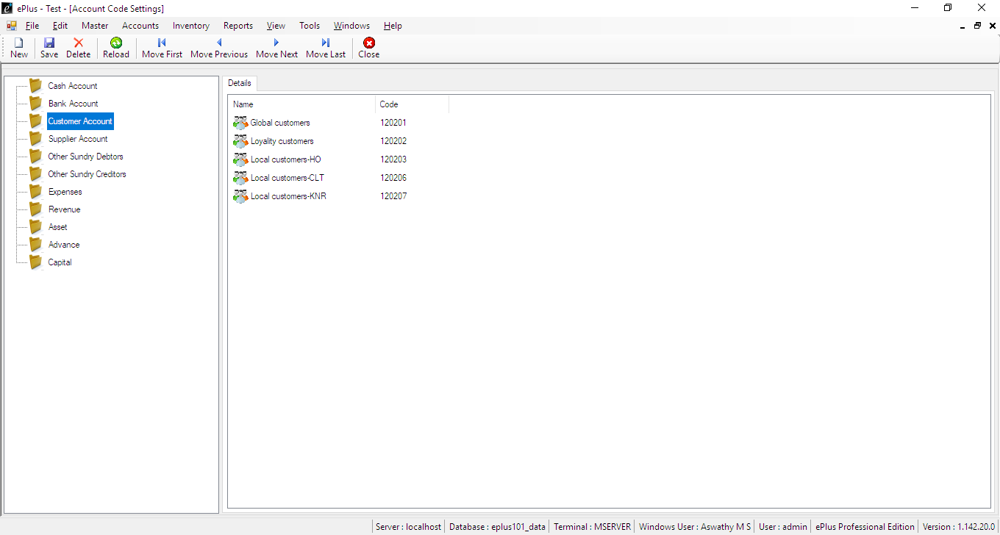 ePlus - Test - [Account Code Settings]
File Edit Master Accounts Inventory Reports View Tools Windows Help
New Save Delete Reload Move First Move Previous Move Next Move Last Close
Cash Account
Bank Account
Customer Account
Supplier Account
Other Sundry Debtors
Other Sundry Creditors
Expenses
Revenue
Asset
Advance
Capital
Details
Name Code
Global customers 120201
Loyality customers 120202
Local customers-HO 120203
Local customers-CLT 120206
Local customers-KNR 120207
Server : localhost Database : eplus101_data Terminal : MSERVER Windows User : Aswathy M S User : admin ePlus Professional Edition Version : 1.142.20.0